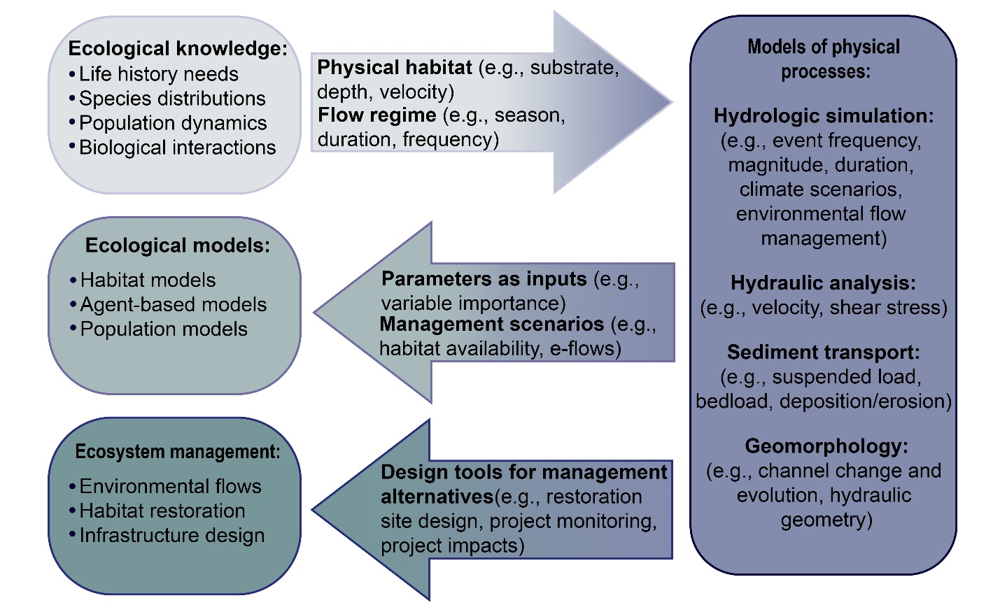 Ecological knowledge:
• Life history needs
• Species distributions
• Population dynamics
• Biological interactions
Physical habitat (e.g., substrate,
depth, velocity)
Flow regime (e.g., season,
duration, frequency)
Models of physical
processes:
Hydrologic simulation:
(e.g., event frequency,
magnitude, duration,
climate scenarios,
environmental flow
management)
Hydraulic analysis:
(e.g., velocity, shear stress)
Sediment transport:
(e.g., suspended load,
bedload, deposition/erosion)
Geomorphology:
(e.g., channel change and
evolution, hydraulic
geometry)
Ecological models:
• Habitat models
• Agent-based models
• Population models
Parameters as inputs (e.g.,
variable importance)
Management scenarios (e.g.,
habitat availability, e-flows)
Ecosystem management:
• Environmental flows
• Habitat restoration
• Infrastructure design
Design tools for management
alternatives(e.g., restoration
site design, project monitoring,
project impacts)